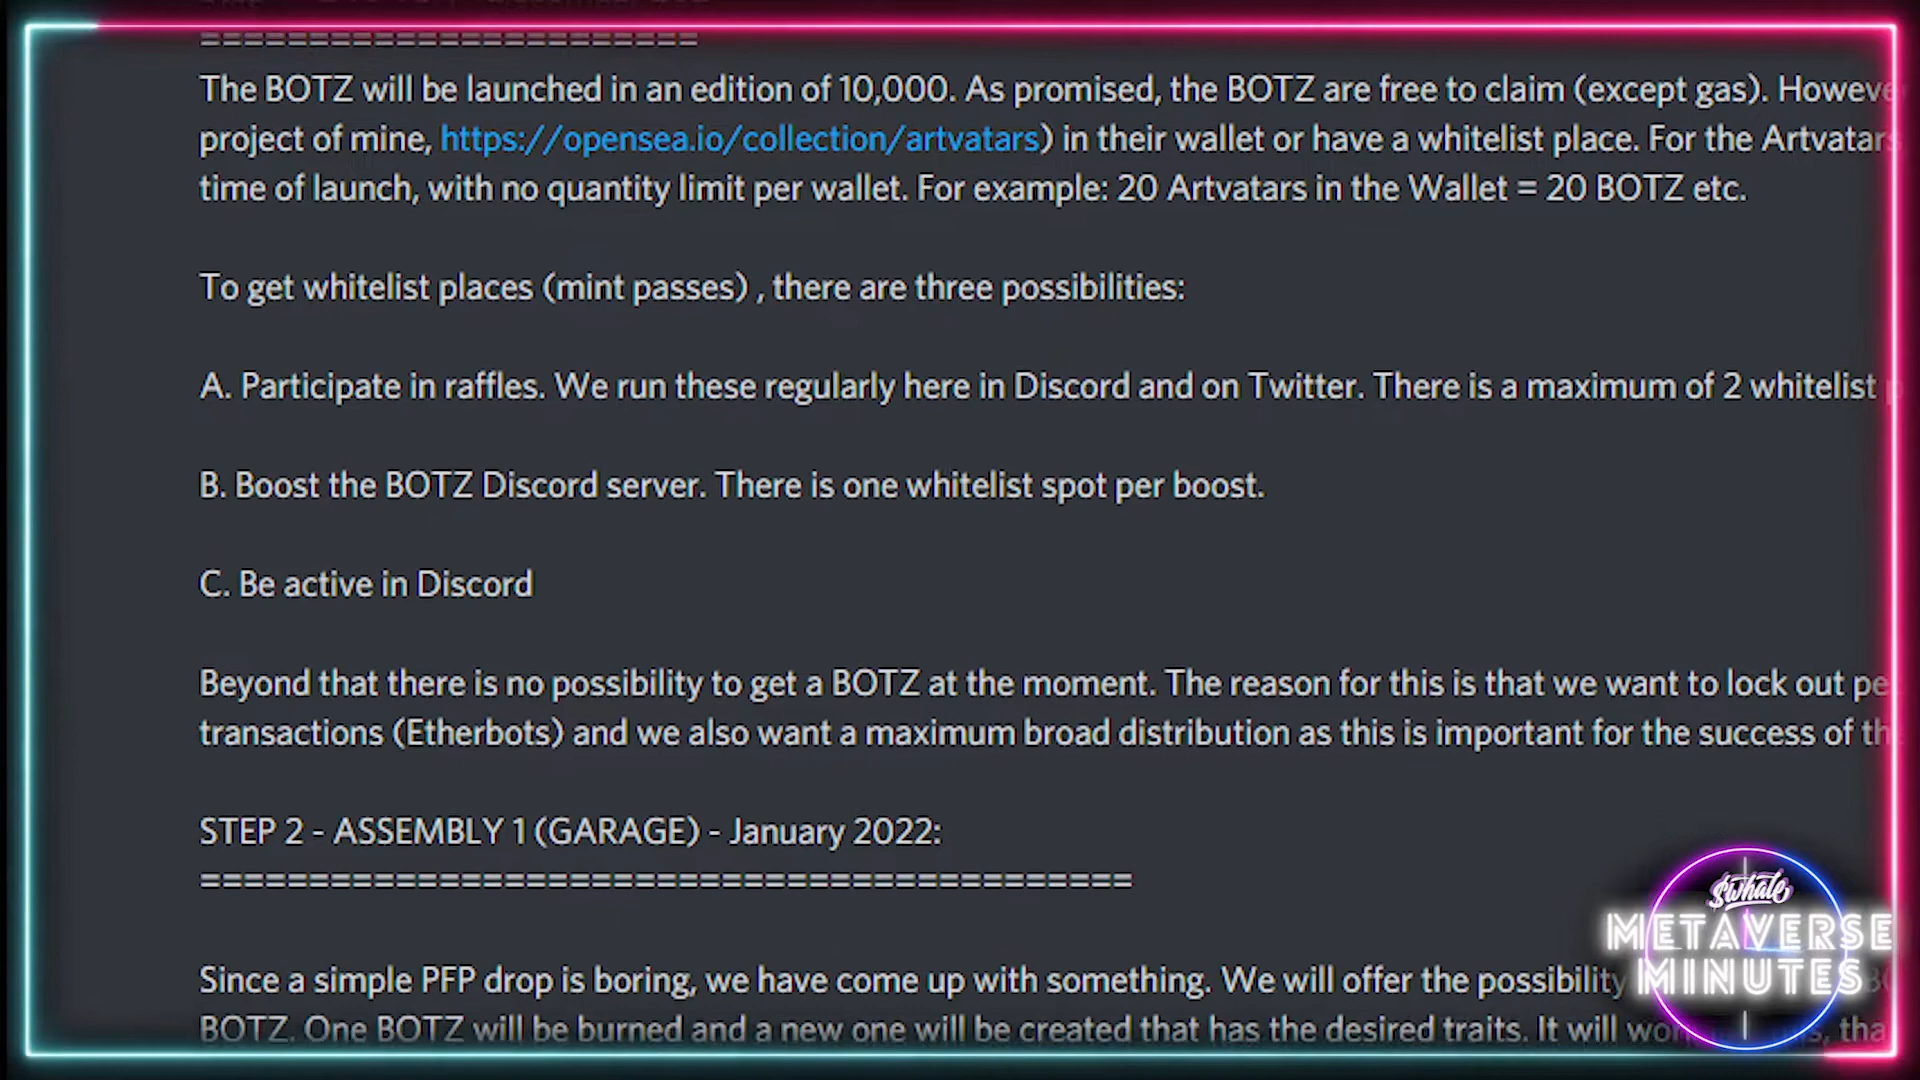 ========================
The BOTZ will be launched in an edition of 10,000. As promised, the BOTZ are free to claim (except gas). Howeve
project of mine, https://opensea.io/collection/artvatars) in their wallet or have a whitelist place. For the Artvatars
time of launch, with no quantity limit per wallet. For example: 20 Artvatars in the Wallet = 20 BOTZ etc.
To get whitelist places (mint passes) , there are three possibilities:
A. Participate in raffles. We run these regularly here in Discord and on Twitter. There is a maximum of 2 whitelist
B. Boost the BOTZ Discord server. There is one whitelist spot per boost.
C. Be active in Discord
Beyond that there is no possibility to get a BOTZ at the moment. The reason for this is that we want to lock out pe
transactions (Etherbots) and we also want a maximum broad distribution as this is important for the success of
STEP 2 - ASSEMBLY 1 (GARAGE) - January 2022:
=============================================
Since a simple PFP drop is boring, we have come up with something. We will offer the possibility
BOTZ. One BOTZ will be burned and a new one will be created that has the desired traits. It will
$whale
METAVERSE
MINUTES